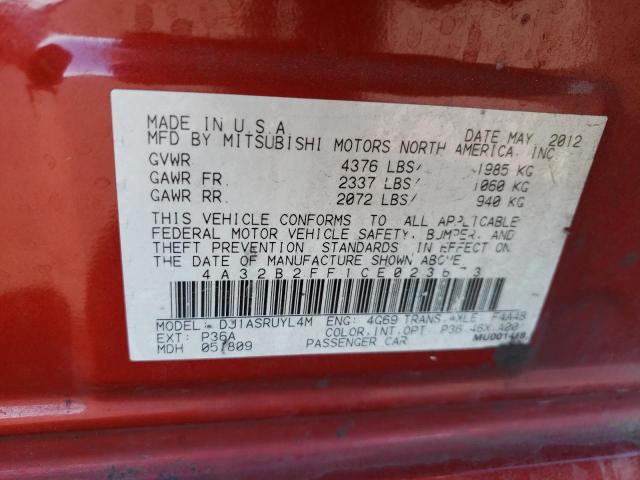 MADE IN U.S.A.
DATE MAY 2012
MFD BY MITSUBISHI MOTORS NORTH AMERICA, INC
GVWR 4376 LBS/ 1985 KG
GAWR FR. 2337 LBS/ 1060 KG
GAWR RR. 2072 LBS/ 940 KG
THIS VEHICLE CONFORMS TO ALL APPLICABLE
FEDERAL MOTOR VEHICLE SAFETY, BUMPER, AND
THEFT PREVENTION STANDARDS IN EFFECT ON
THE DATE OF MANUFACTURE SHOWN ABOVE.
MODEL: DJ1ASRUYL4M ENG: 4G69 TRANS.AXLE: F4A4B
EXT: P36A COLOR.INT.OPT: P36 46X A00
MDH 051809 PASSENGER CAR